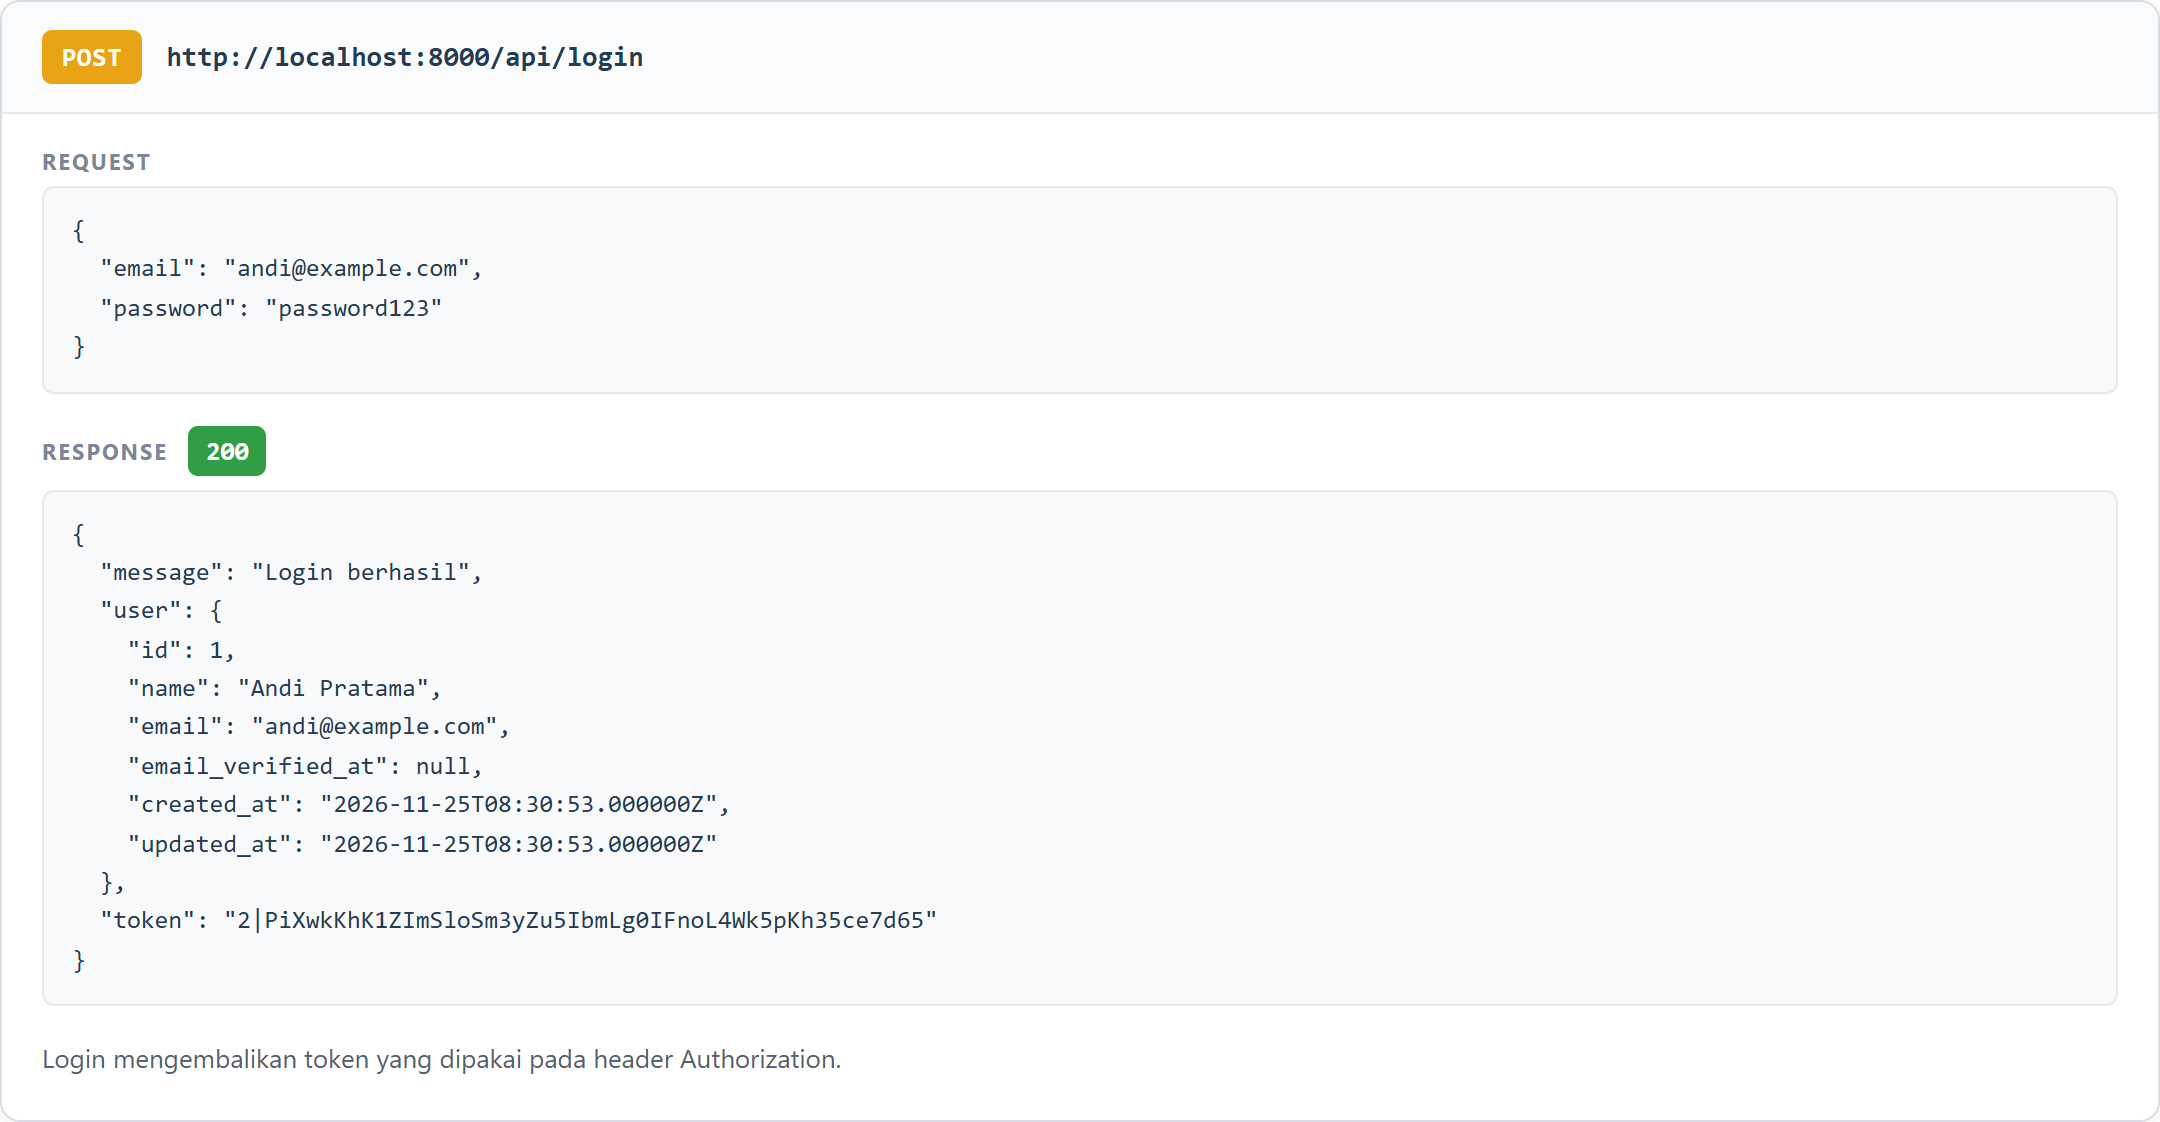 POST http://localhost:8000/api/login
REQUEST
{
  "email": "andi@example.com",
  "password": "password123"
}
RESPONSE 200
{
  "message": "Login berhasil",
  "user": {
    "id": 1,
    "name": "Andi Pratama",
    "email": "andi@example.com",
    "email_verified_at": null,
    "created_at": "2026-11-25T08:30:53.000000Z",
    "updated_at": "2026-11-25T08:30:53.000000Z"
  },
  "token": "2|PiXwkKhK1ZImSloSm3yZu5IbmLg0IFnoL4Wk5pKh35ce7d65"
}
Login mengembalikan token yang dipakai pada header Authorization.